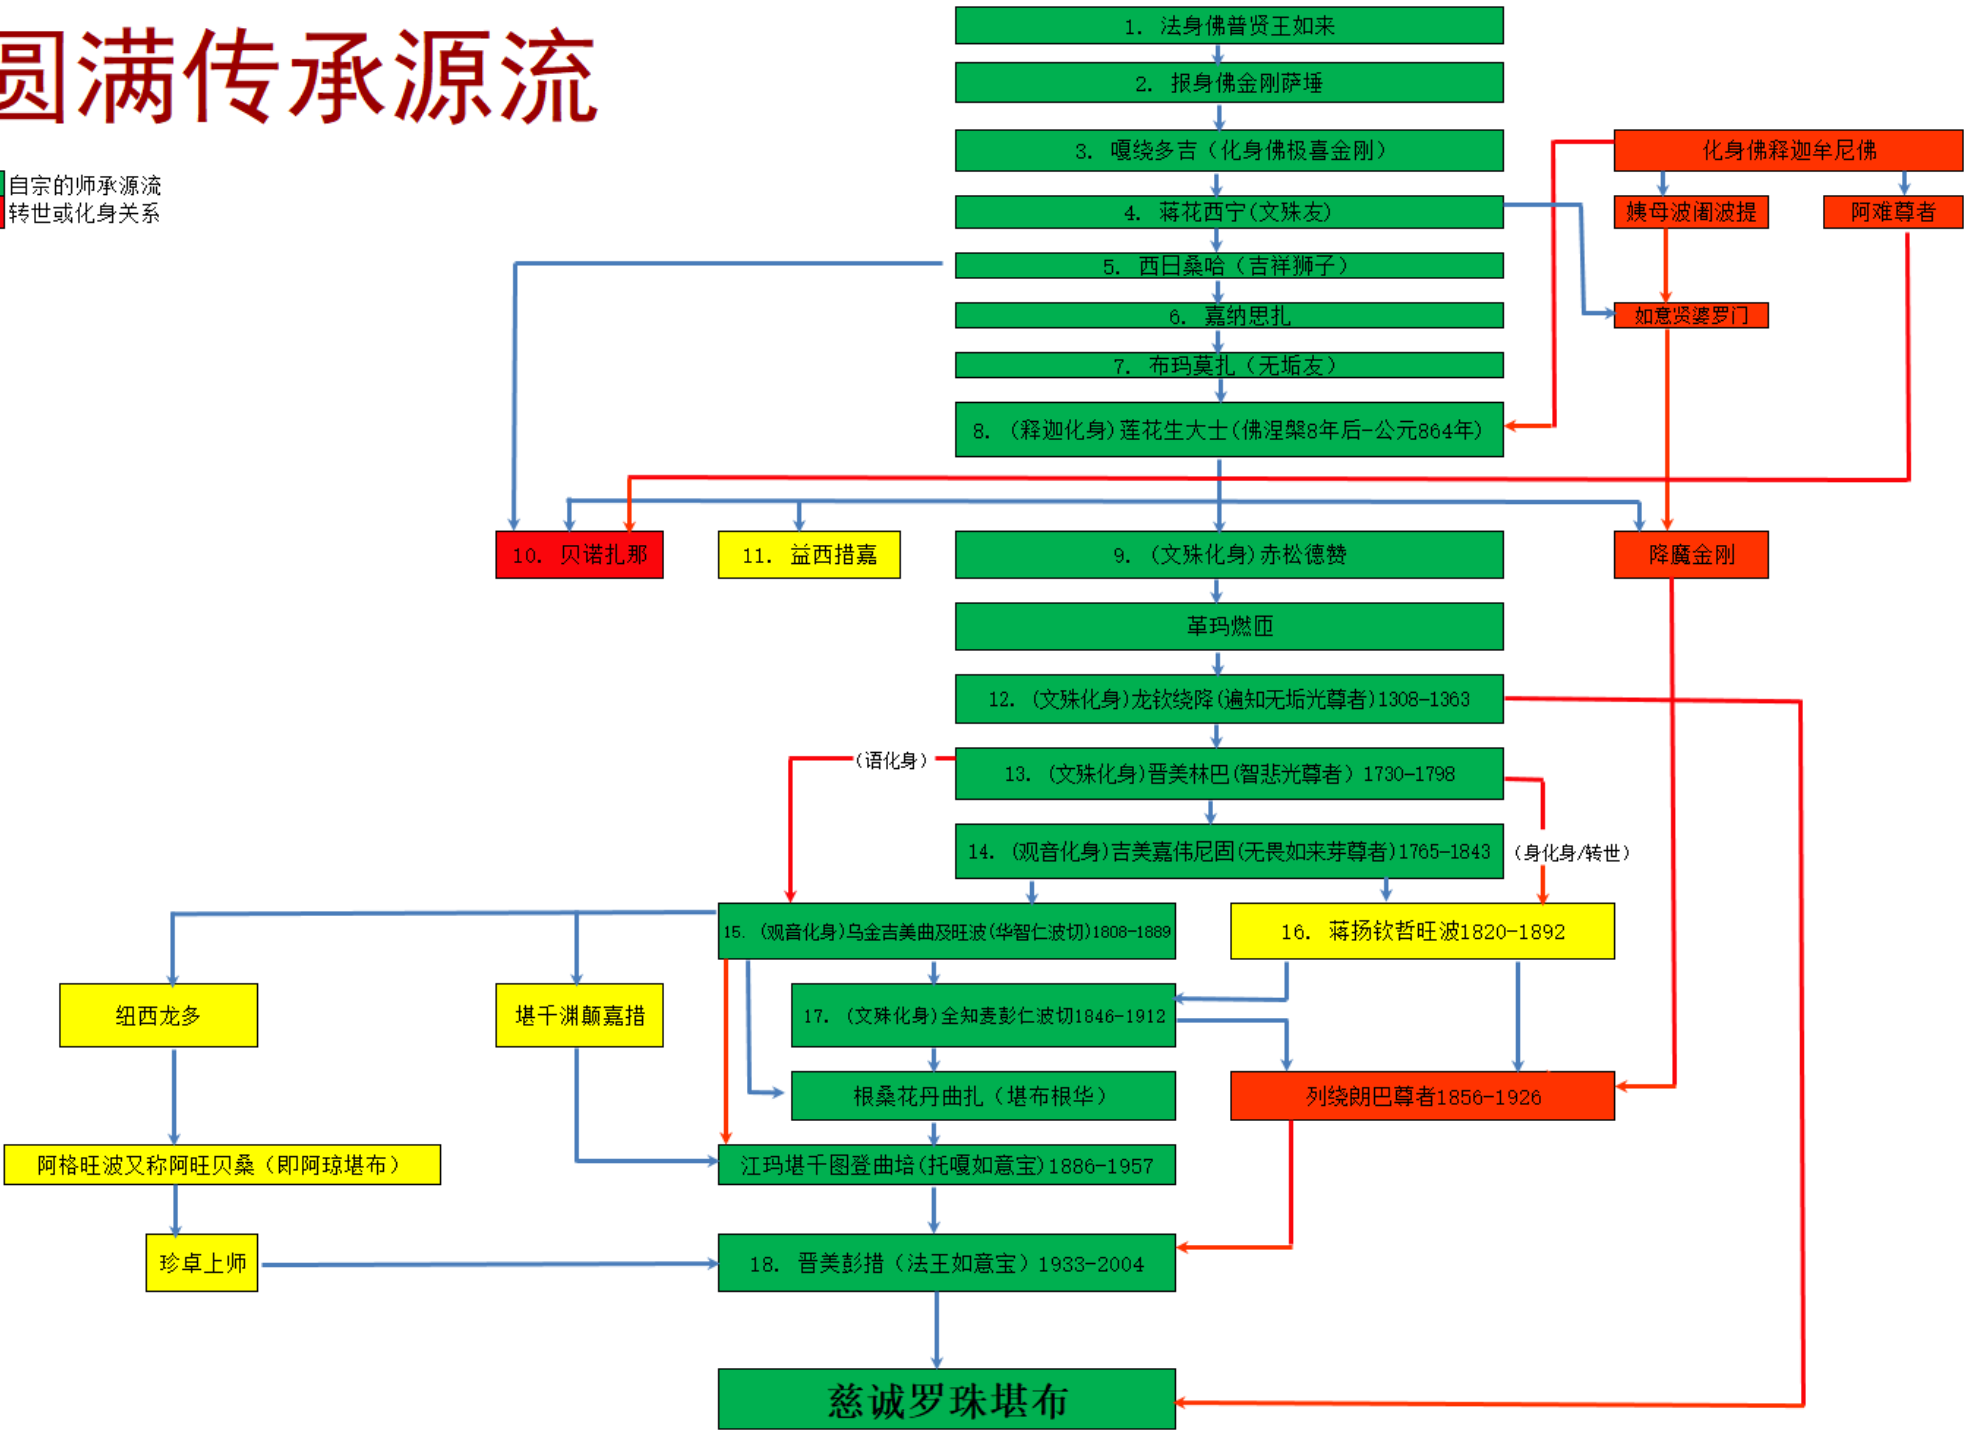 圆满传承源流
自宗的师承源流
转世或化身关系
1. 法身佛普贤王如来
2. 报身佛金刚萨埵
3. 嘎绕多吉（化身佛极喜金刚）
化身佛释迦牟尼佛
4. 蒋花西宁(文殊友)
姨母波阇波提
阿难尊者
5. 西日桑哈（吉祥狮子）
6. 嘉纳思扎
如意贤婆罗门
7. 布玛莫扎（无垢友）
8. (释迦化身)莲花生大士(佛涅槃8年后-公元864年)
10. 贝诺扎那
11. 益西措嘉
9. (文殊化身)赤松德赞
降魔金刚
革玛燃匝
12. (文殊化身)龙钦绕降(遍知无垢光尊者)1308-1363
（语化身）
13. (文殊化身)晋美林巴(智悲光尊者）1730-1798
14. (观音化身)吉美嘉伟尼固(无畏如来芽尊者)1765-1843
（身化身/转世）
15. (观音化身)乌金吉美曲及旺波(华智仁波切)1808-1889
16. 蒋扬钦哲旺波1820-1892
纽西龙多
堪千渊颠嘉措
17. (文殊化身)全知麦彭仁波切1846-1912
根桑花丹曲扎（堪布根华）
列绕朗巴尊者1856-1926
阿格旺波又称阿旺贝桑（即阿琼堪布）
江玛堪千图登曲培(托嘎如意宝)1886-1957
珍卓上师
18. 晋美彭措（法王如意宝）1933-2004
慈诚罗珠堪布